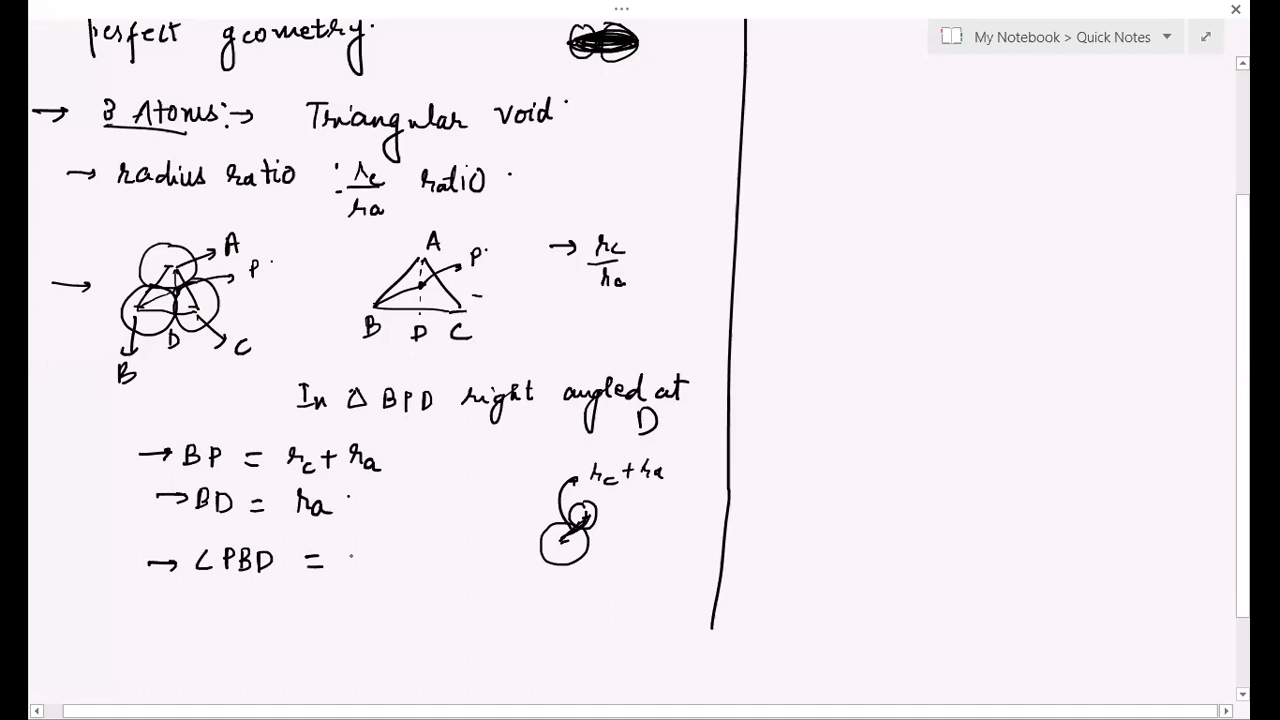 perfect geometry.
My Notebook > Quick Notes
→ 3 Atoms:→ Triangular void
→ radius ratio : rc/ra ratio
A
P
D
C
B
A
P
B D C
→ rc/ra
In △ BPD right angled at D
→ BP = rc + ra
→ BD = ra
rc + ra
→ ∠PBD =